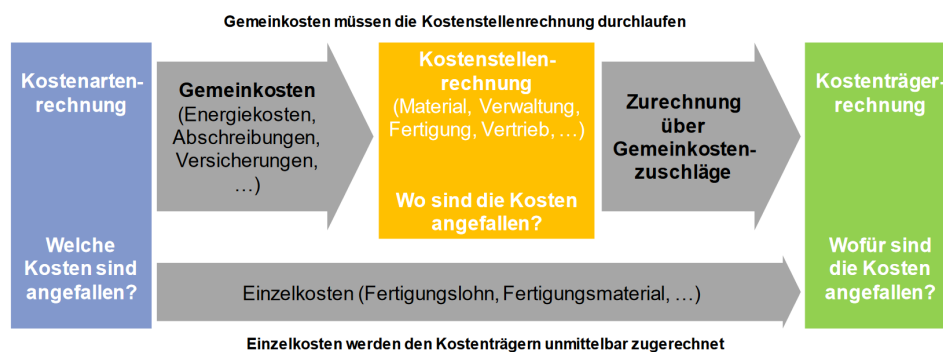 Gemeinkosten müssen die Kostenstellenrechnung durchlaufen
Kostenarten-
rechnung
Welche
Kosten sind
angefallen?
Gemeinkosten
(Energiekosten,
Abschreibungen,
Versicherungen,
…)
Kostenstellen-
rechnung
(Material, Verwaltung,
Fertigung, Vertrieb, …)
Wo sind die Kosten
angefallen?
Zurechnung
über
Gemeinkosten-
zuschläge
Kostenträger-
rechnung
Wofür sind
die Kosten
angefallen?
Einzelkosten (Fertigungslohn, Fertigungsmaterial, …)
Einzelkosten werden den Kostenträgern unmittelbar zugerechnet